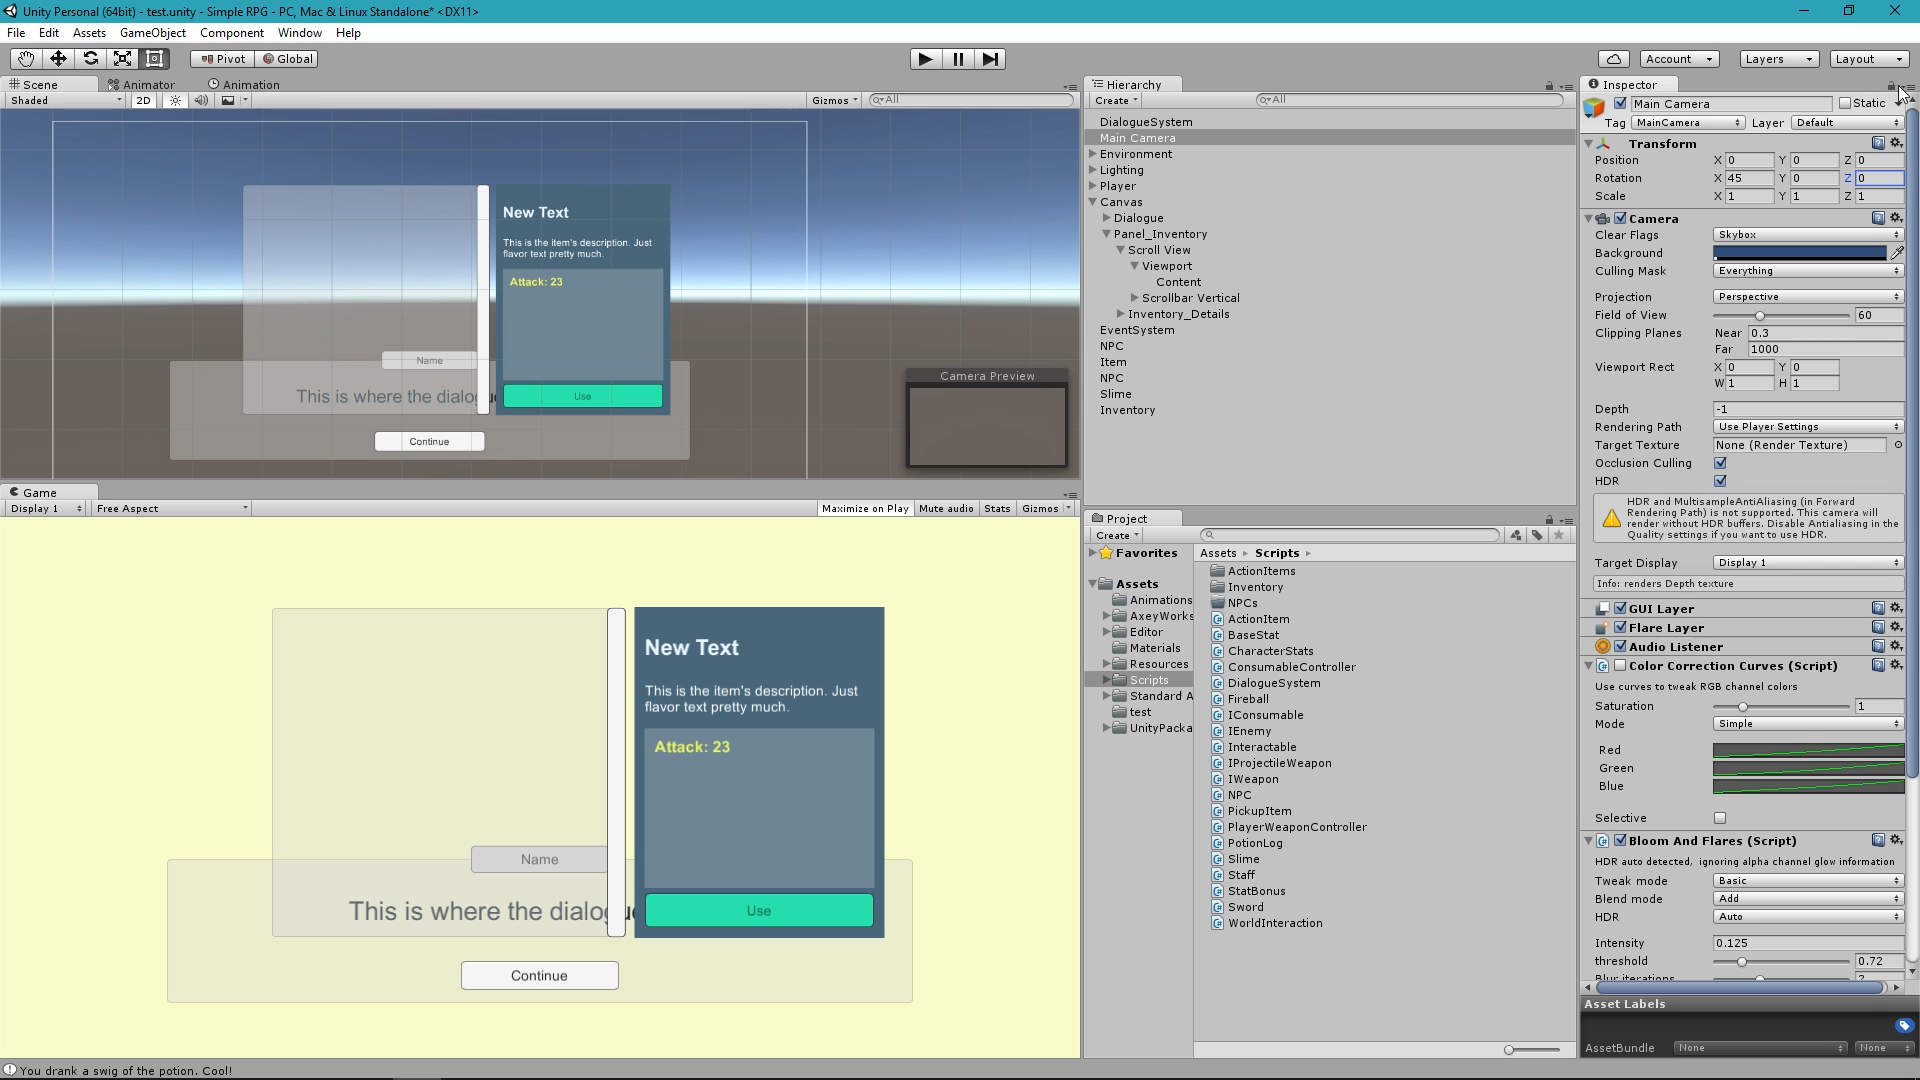 Unity Personal (64bit) - test.unity - Simple RPG - PC, Mac & Linux Standalone* <DX11>
File Edit Assets GameObject Component Window Help
Pivot Global Account Layers Layout
Scene Animator Animation
Shaded 2D Gizmos All
New Text
This is the item's description. Just
flavor text pretty much.
Attack: 23
Name
This is where the dialogue
Use
Continue
Camera Preview
Game
Display 1 Free Aspect Maximize on Play Mute audio Stats Gizmos
New Text
This is the item's description. Just
flavor text pretty much.
Attack: 23
Name
This is where the dialogue
Use
Continue
You drank a swig of the potion. Cool!
Hierarchy
Create All
DialogueSystem
Main Camera
Environment
Lighting
Player
Canvas
Dialogue
Panel_Inventory
Scroll View
Viewport
Content
Scrollbar Vertical
Inventory_Details
EventSystem
NPC
Item
NPC
Slime
Inventory
Project
Create
Favorites
Assets
Animations
AxeyWorks
Editor
Materials
Resources
Scripts
Standard A
test
UnityPacka
Assets Scripts
ActionItems
Inventory
NPCs
ActionItem
BaseStat
CharacterStats
ConsumableController
DialogueSystem
Fireball
IConsumable
IEnemy
Interactable
IProjectileWeapon
IWeapon
NPC
PickupItem
PlayerWeaponController
PotionLog
Slime
Staff
StatBonus
Sword
WorldInteraction
Inspector
Main Camera Static
Tag MainCamera Layer Default
Transform
Position X 0 Y 0 Z 0
Rotation X 45 Y 0 Z 0
Scale X 1 Y 1 Z 1
Camera
Clear Flags Skybox
Background
Culling Mask Everything
Projection Perspective
Field of View 60
Clipping Planes Near 0.3
Far 1000
Viewport Rect X 0 Y 0
W 1 H 1
Depth -1
Rendering Path Use Player Settings
Target Texture None (Render Texture)
Occlusion Culling
HDR
HDR and MultisampleAntiAliasing (in Forward
Rendering Path) is not supported. This camera will
render without HDR buffers. Disable Antialiasing in the
Quality settings if you want to use HDR.
Target Display Display 1
Info: renders Depth texture
GUI Layer
Flare Layer
Audio Listener
Color Correction Curves (Script)
Use curves to tweak RGB channel colors
Saturation 1
Mode Simple
Red
Green
Blue
Selective
Bloom And Flares (Script)
HDR auto detected, ignoring alpha channel glow information
Tweak mode Basic
Blend mode Add
HDR Auto
Intensity 0.125
threshold 0.72
Blur iterations 2
Asset Labels
AssetBundle None None